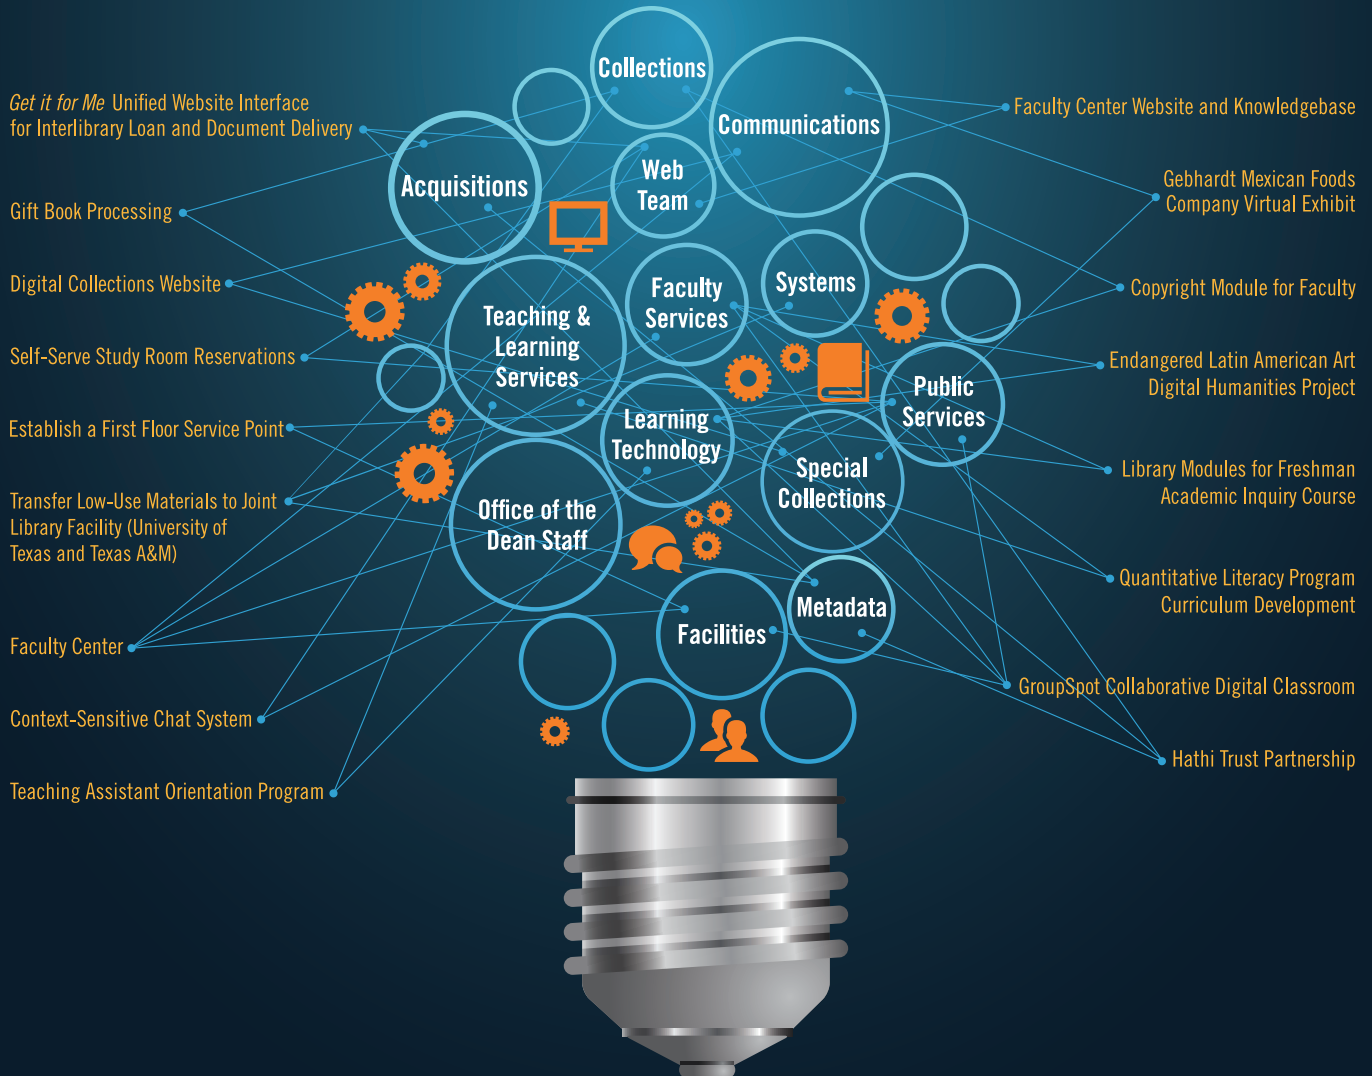 Collections
Communications
Get it for Me Unified Website Interface
for Interlibrary Loan and Document Delivery
Faculty Center Website and Knowledgebase
Acquisitions
Web
Team
Gebhardt Mexican Foods
Company Virtual Exhibit
Gift Book Processing
Digital Collections Website
Faculty
Services
Systems
Copyright Module for Faculty
Teaching &
Learning
Services
Self-Serve Study Room Reservations
Endangered Latin American Art
Digital Humanities Project
Public
Services
Establish a First Floor Service Point
Learning
Technology
Special
Collections
Library Modules for Freshman
Academic Inquiry Course
Transfer Low-Use Materials to Joint
Library Facility (University of
Texas and Texas A&M)
Office of the
Dean Staff
Quantitative Literacy Program
Curriculum Development
Metadada
Facilities
Faculty Center
GroupSpot Collaborative Digital Classroom
Context-Sensitive Chat System
Hathi Trust Partnership
Teaching Assistant Orientation Program